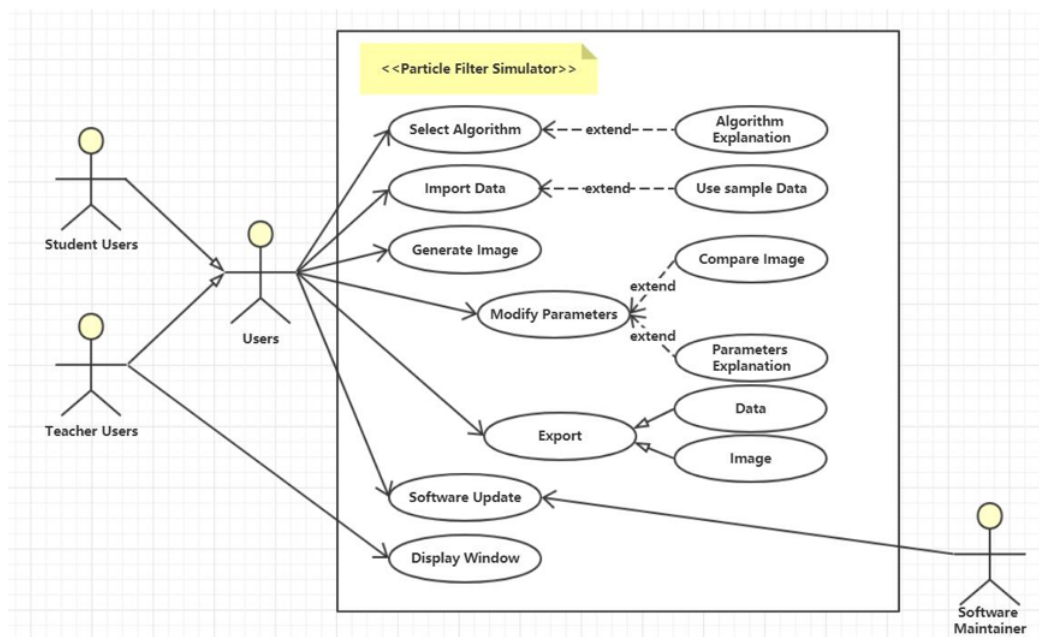 <<Particle Filter Simulator>>
Select Algorithm
extend
Algorithm
Explanation
Import Data
extend
Use sample Data
Student Users
Generate Image
Compare Image
extend
Modify Parameters
Users
extend
Parameters
Explanation
Teacher Users
Data
Export
Image
Software Update
Display Window
Software
Maintainer